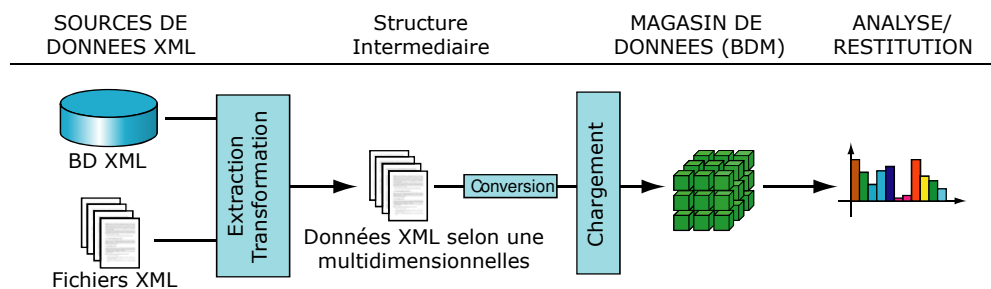 SOURCES DE
DONNEES XML
Structure
Intermediaire
MAGASIN DE
DONNEES (BDM)
ANALYSE/
RESTITUTION
BD XML
Fichiers XML
Extraction
Transformation
Données XML selon une
multidimensionnelles
Conversion
Chargement